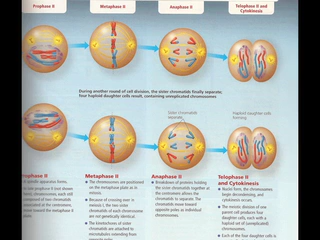 Prophase II
Metaphase II
Anaphase II
Telophase II and
Cytokinesis
During another round of cell division, the sister chromatids finally separate;
four haploid daughter cells result, containing unreplicated chromosomes
Sister chromatids
separate
Haploid daughter cells
forming
Metaphase II
The chromosomes are positioned
on the metaphase plate as in
mitosis.
Because of crossing over in
meiosis I, the two sister
chromatids of each chromosome
are not genetically identical.
The kinetochores of sister
chromatids are attached to
microtubules extending from
Anaphase II
Breakdown of proteins holding
the sister chromatids together at
the centromere allows the
chromatids to separate. The
chromatids move toward
opposite poles as individual
chromosomes.
Telophase II
and Cytokinesis
Nuclei form, the chromosomes
begin decondensing, and
cytokinesis occurs.
The meiotic division of one
parent cell produces four
daughter cells, each with a
haploid set of (unreplicated)
chromosomes.
Each of the four daughter cells is